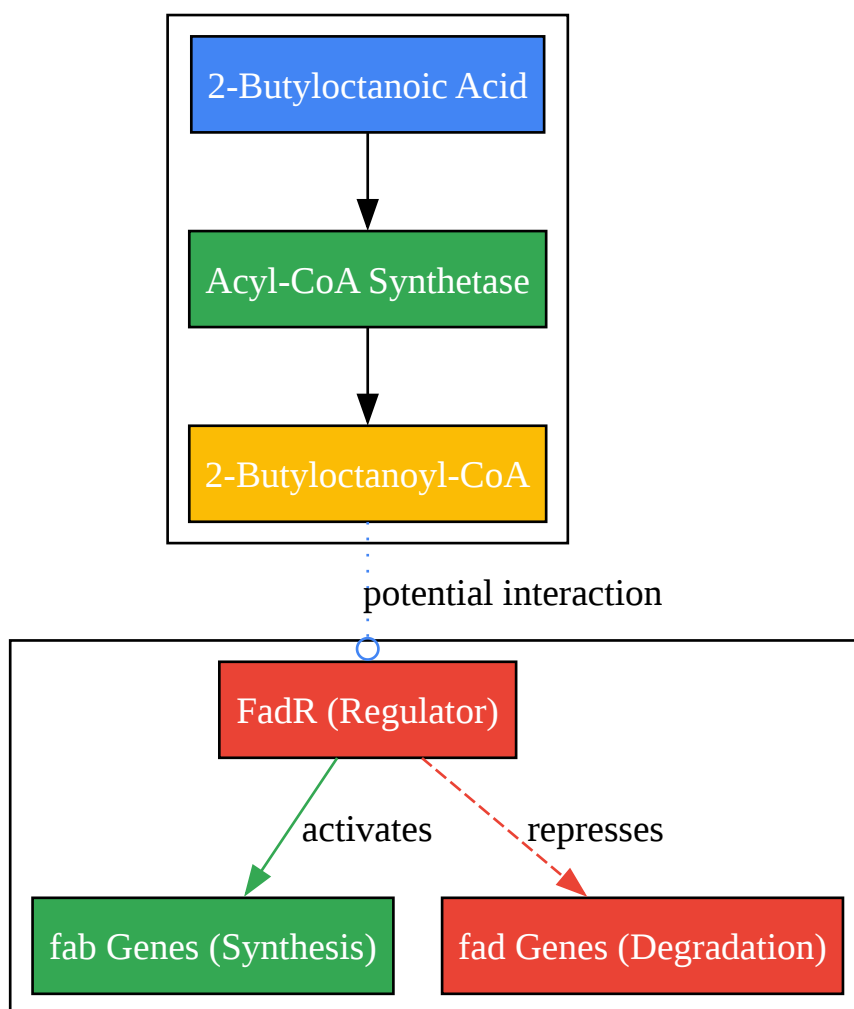 2-Butyloctanoic Acid
Acyl-CoA Synthetase
2-Butyloctanoyl-CoA
potential interaction
FadR (Regulator)
activates
represses
fab Genes (Synthesis)
fad Genes (Degradation)